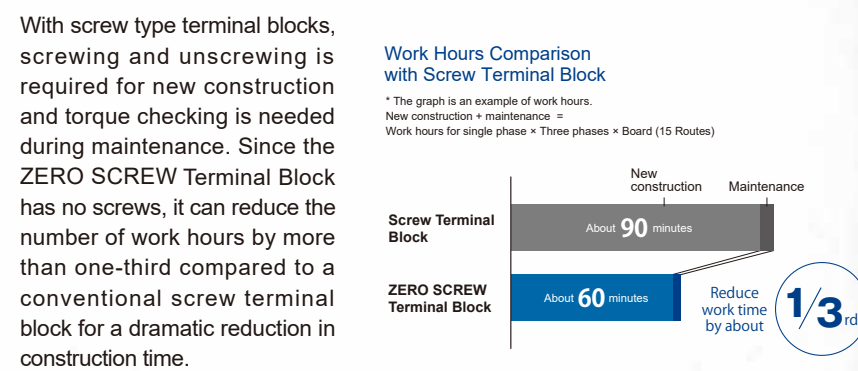 With screw type terminal blocks,
screwing and unscrewing is
required for new construction
and torque checking is needed
during maintenance. Since the
ZERO SCREW Terminal Block
has no screws, it can reduce the
number of work hours by more
than one-third compared to a
conventional screw terminal
block for a dramatic reduction in
construction time.
Work Hours Comparison
with Screw Terminal Block
* The graph is an example of work hours.
New construction + maintenance =
Work hours for single phase × Three phases × Board (15 Routes)
New
construction
Maintenance
Screw Terminal
Block
About 90 minutes
ZERO SCREW
Terminal Block
About 60 minutes
Reduce
work time
by about
1/3rd